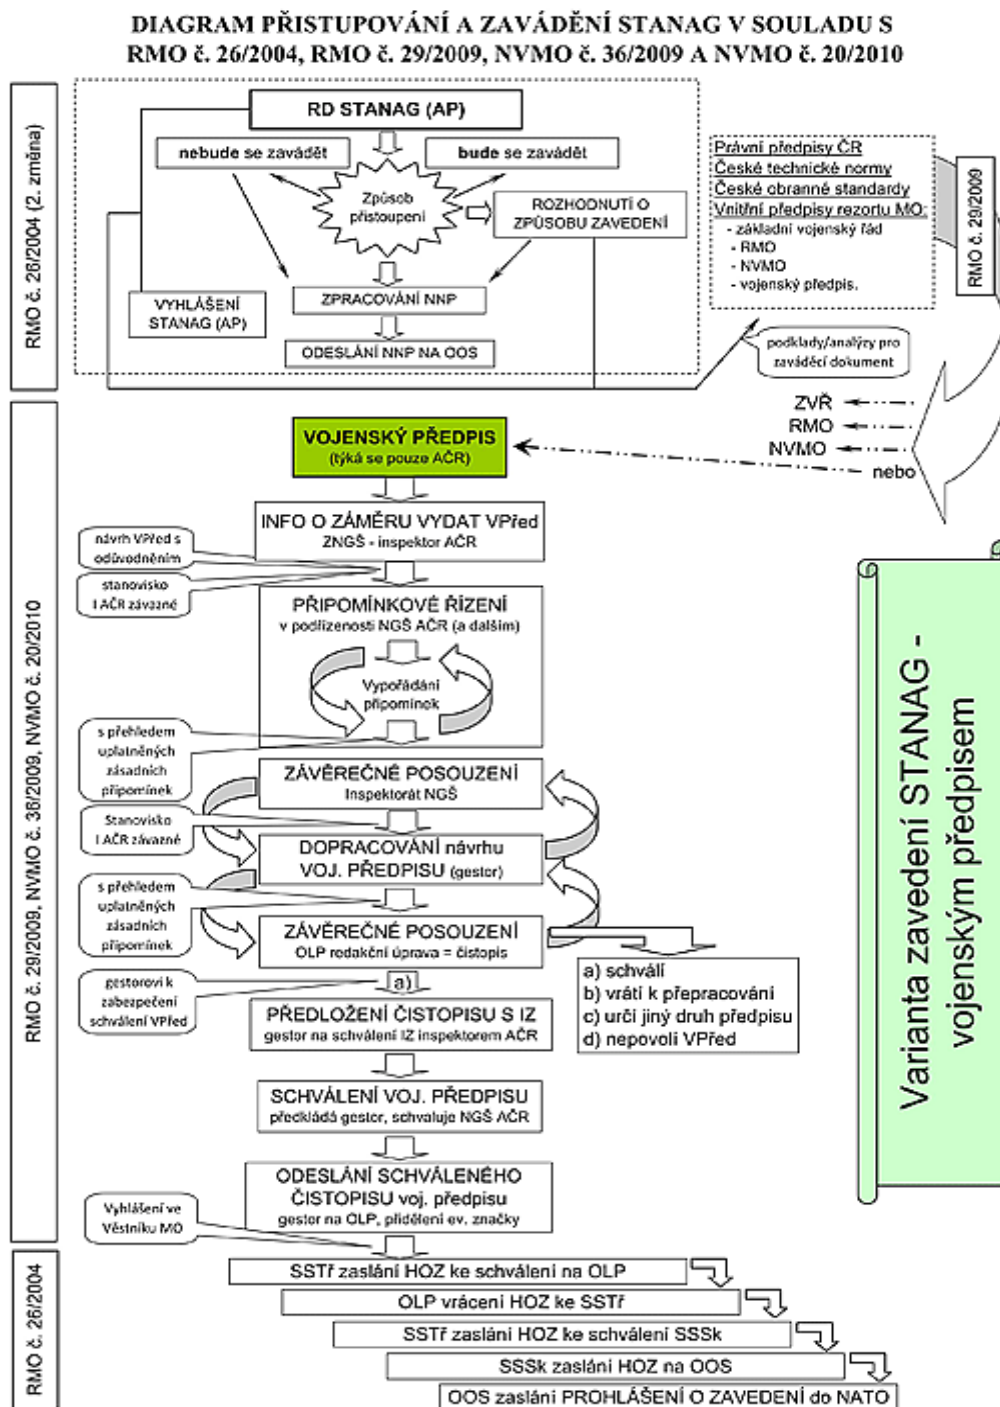 DIAGRAM PŘISTUPOVÁNÍ A ZAVÁDĚNÍ STANAG V SOULADU S
RMO č. 26/2004, RMO č. 29/2009, NVMO č. 36/2009 A NVMO č. 20/2010
RMO č. 26/2004 (2. změna)
RD STANAG (AP)
nebude se zavádět
bude se zavádět
Způsob
přistoupení
ROZHODNUTÍ O
ZPŮSOBU ZAVEDENÍ
ZPRACOVÁNÍ NNP
VYHLÁŠENÍ
STANAG (AP)
ODESLÁNÍ NNP NA OOS
Právní předpisy ČR
České technické normy
České obranné standardy
Vnitřní předpisy rezortu MO:
- základní vojenský řád
- RMO
- NVMO
- vojenský předpis.
RMO č. 29/2009
podklady/analýzy pro
zaváděcí dokument
ZVŘ
RMO
NVMO
nebo
RMO č. 29/2009, NVMO č. 36/2009, NVMO č. 20/2010
VOJENSKÝ PŘEDPIS
(týká se pouze AČR)
INFO O ZÁMĚRU VYDAT VPřed
ZNGŠ - inspektor AČR
návrh VPřed s
odůvodněním
stanovisko
I AČR závazné
PŘIPOMÍNKOVÉ ŘÍZENÍ
v podřízenosti NGŠ AČR (a dalším)
Vypořádání
připomínek
s přehledem
uplatněných
zásadních
připomínek
ZÁVĚREČNÉ POSOUZENÍ
Inspektorát NGŠ
Stanovisko
I AČR závazné
DOPRACOVÁNÍ návrhu
VOJ. PŘEDPISU (gestor)
s přehledem
uplatněných
zásadních
připomínek
ZÁVĚREČNÉ POSOUZENÍ
OLP redakční úprava = čistopis
a) schválí
b) vrátí k přepracování
c) určí jiný druh předpisu
d) nepovolí VPřed
gestorovi k
zabezpečení
schválení VPřed
a)
PŘEDLOŽENÍ ČISTOPISU S IZ
gestor na schválení IZ inspektorem AČR
SCHVÁLENÍ VOJ. PŘEDPISU
předkládá gestor, schvaluje NGŠ AČR
ODESLÁNÍ SCHVÁLENÉHO
ČISTOPISU voj. předpisu
gestor na OLP, přidělení ev. značky
Vyhlášení ve
Věstníku MO
Varianta zavedení STANAG -
vojenským předpisem
RMO č. 26/2004
SSTř zaslání HOZ ke schválení na OLP
OLP vrácení HOZ ke SSTř
SSTř zaslání HOZ ke schválení SSSk
SSSk zaslání HOZ na OOS
OOS zaslání PROHLÁŠENÍ O ZAVEDENÍ do NATO